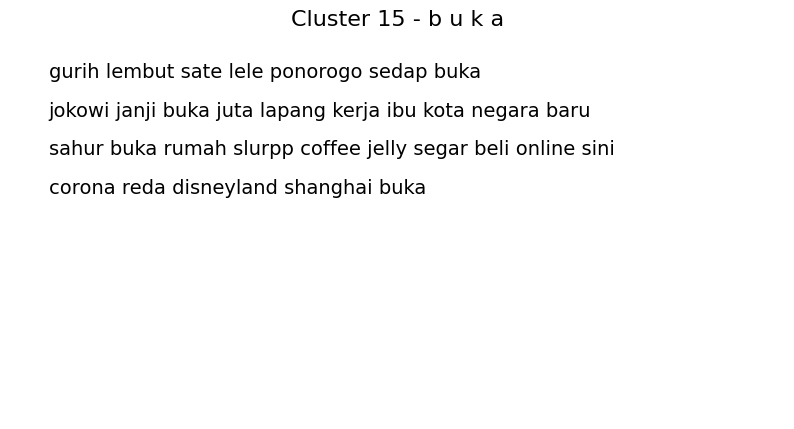 Cluster 15 - b u k a
gurih lembut sate lele ponorogo sedap buka
jokowi janji buka juta lapang kerja ibu kota negara baru
sahur buka rumah slurpp coffee jelly segar beli online sini
corona reda disneyland shanghai buka